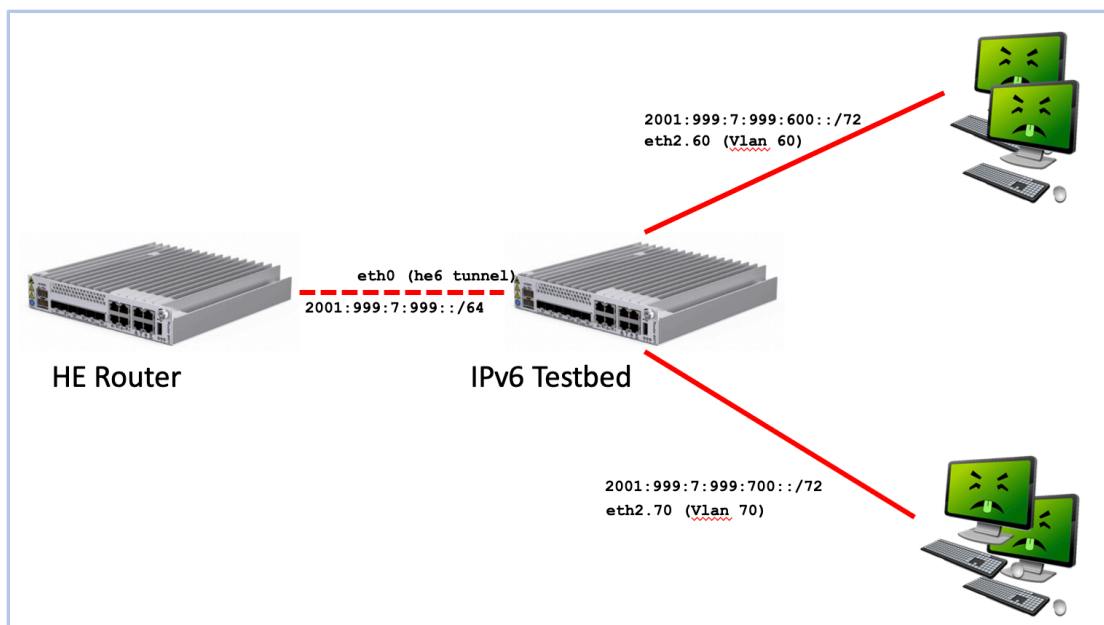 2001:999:7:999:600::/72
eth2.60 (Vlan 60)
eth0 (he6 tunnel)
2001:999:7:999::/64
HE Router
IPv6 Testbed
2001:999:7:999:700::/72
eth2.70 (Vlan 70)